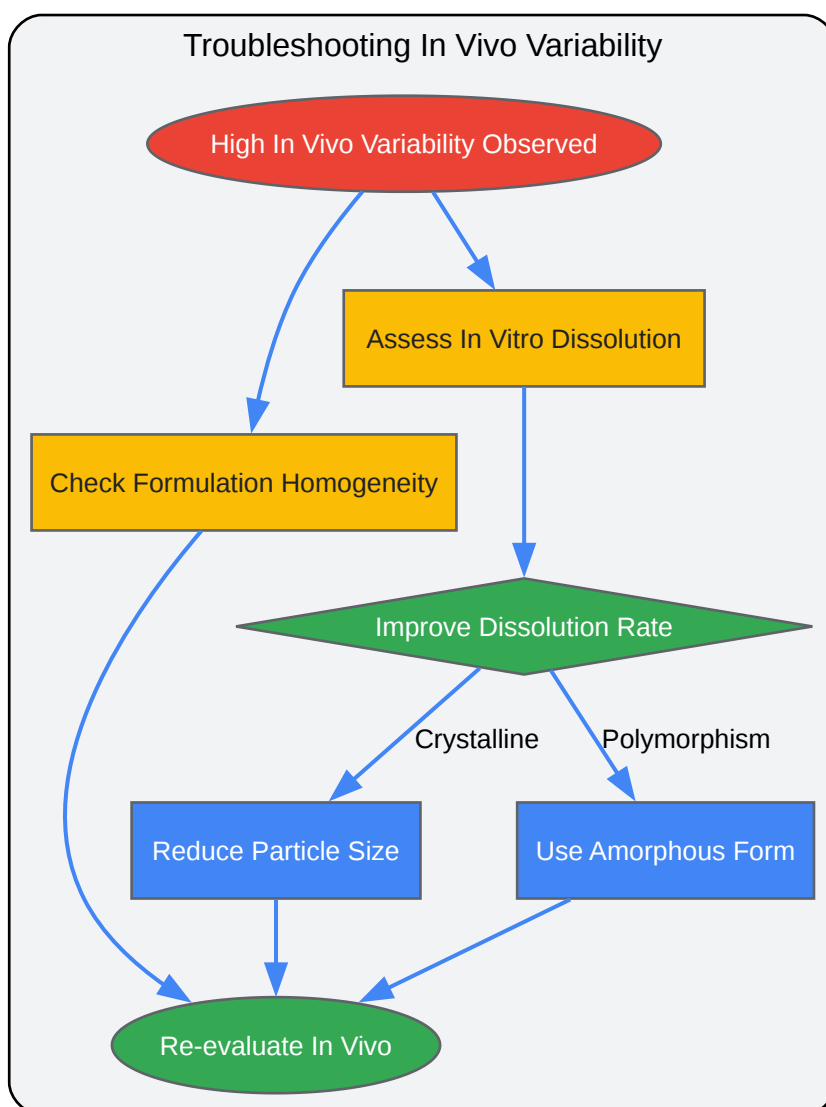 Troubleshooting In Vivo Variability
High In Vivo Variability Observed
Assess In Vitro Dissolution
Check Formulation Homogeneity
Improve Dissolution Rate
Crystalline
Polymorphism
Reduce Particle Size
Use Amorphous Form
Re-evaluate In Vivo